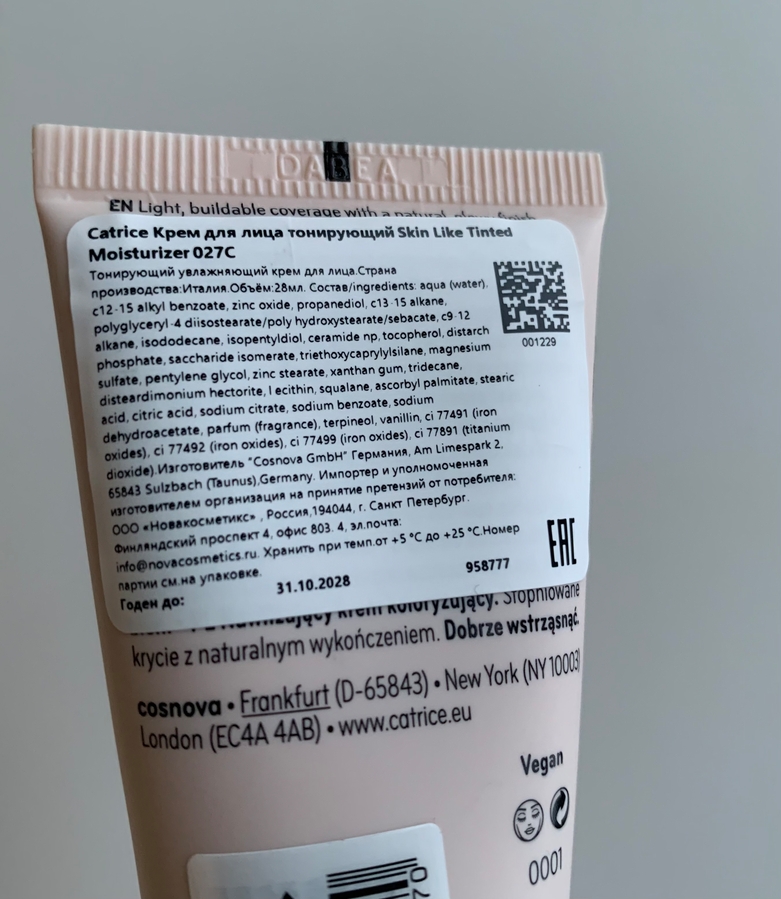 DABEA
EN Light, buildable coverage with a natural, glowy finish.
Catrice Крем для лица тонирующий Skin Like Tinted
Moisturizer 027C
Тонирующий увлажняющий крем для лица.Страна
производства:Италия.Объём:28мл. Состав/ingredients: aqua (water),
c12-15 alkyl benzoate, zinc oxide, propanediol, c13-15 alkane,
polyglyceryl-4 diisostearate/poly hydroxystearate/sebacate, c9-12
alkane, isododecane, isopentyldiol, ceramide np, tocopherol, distarch
phosphate, saccharide isomerate, triethoxycaprylylsilane, magnesium
sulfate, pentylene glycol, zinc stearate, xanthan gum, tridecane,
disteardimonium hectorite, l ecithin, squalane, ascorbyl palmitate, stearic
acid, citric acid, sodium citrate, sodium benzoate, sodium
dehydroacetate, parfum (fragrance), terpineol, vanillin, ci 77491 (iron
oxides), ci 77492 (iron oxides), ci 77499 (iron oxides), ci 77891 (titanium
dioxide).Изготовитель "Cosnova GmbH" Германия, Am Limespark 2,
65843 Sulzbach (Taunus),Germany. Импортер и уполномоченная
изготовителем организация на принятие претензий от потребителя:
ООО «Новакосметикс» , Россия,194044, г. Санкт Петербург.
Финляндский проспект 4, офис 803. 4, эл.почта:
info@novacosmetics.ru. Хранить при темп.от +5 °C до +25 °C.Номер
партии см.на упаковке.
Годен до: 31.10.2028 958777
001229
EAC
krem koloryzujący. Stopniowane
krycie z naturalnym wykończeniem. Dobrze wstrząsnąć.
cosnova • Frankfurt (D-65843) • New York (NY 10003)
London (EC4A 4AB) • www.catrice.eu
Vegan
0001